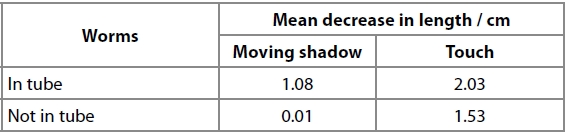 Worms
Mean decrease in length / cm
Moving shadow Touch
In tube 1.08 2.03
Not in tube 0.01 1.53